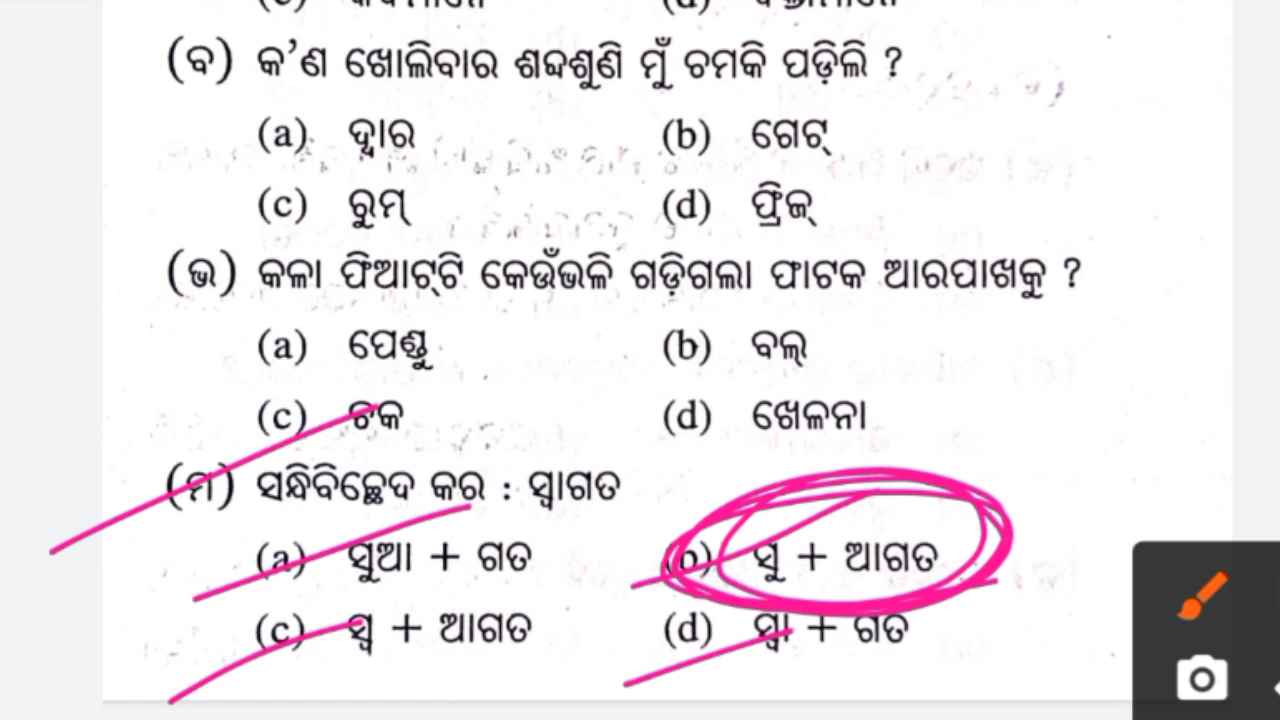 (ବ) କ'ଣ ଖୋଲିବାର ଶବ୍ଦଶୁଣି ମୁଁ ଚମକି ପଡ଼ିଲି ?
(a) ଦ୍ୱାର (b) ଗେଟ୍
(c) ରୁମ୍ (d) ଫ୍ରିଜ୍
(ଭ) କଳା ଫିଆଟ୍‌ଟି କେଉଁଭଳି ଗଡ଼ିଗଲା ଫାଟକ ଆରପାଖକୁ ?
(a) ପେଣ୍ଡୁ (b) ବଲ୍
(c) ଚକ (d) ଖେଳନା
(ମ) ସନ୍ଧିବିଚ୍ଛେଦ କର : ସ୍ୱାଗତ
(a) ସୁଆ + ଗତ (b) ସୁ + ଆଗତ
(c) ସ୍ୱ + ଆଗତ (d) ସ୍ୱା + ଗତ